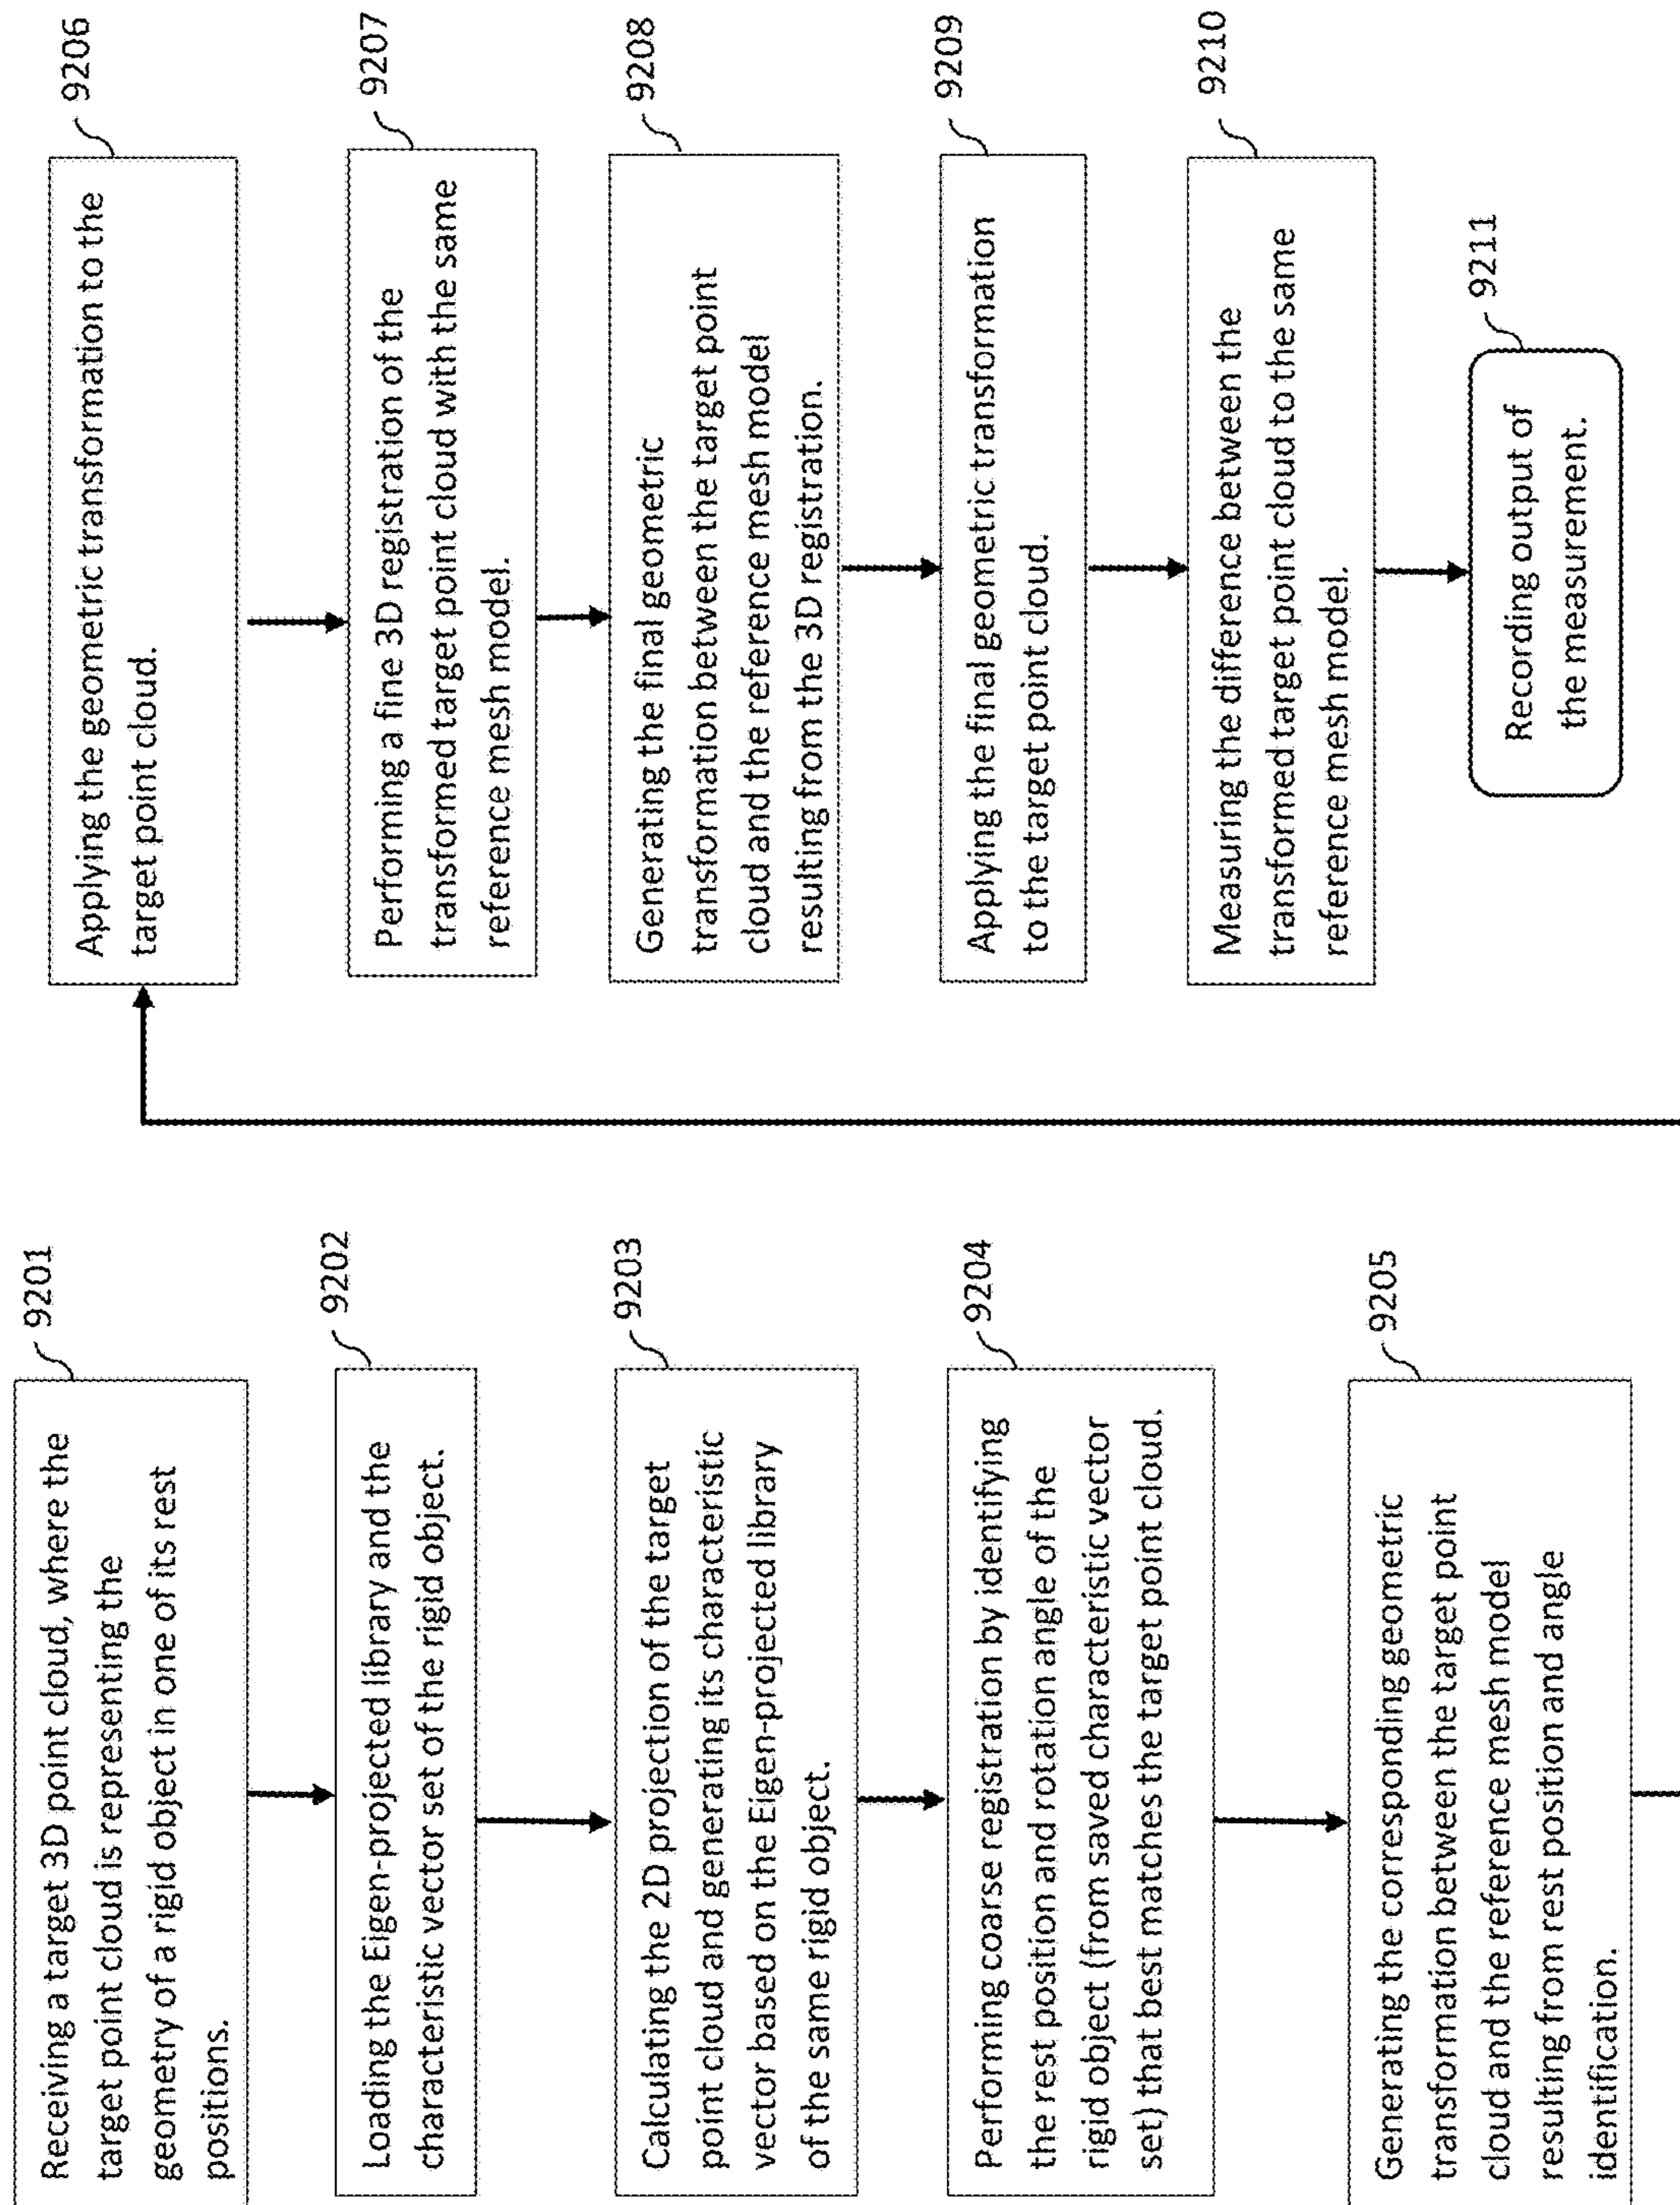 9201
Receiving a target 3D point cloud, where the
target point cloud is representing the
geometry of a rigid object in one of its rest
positions.
9202
Loading the Eigen-projected library and the
characteristic vector set of the rigid object.
9203
Calculating the 2D projection of the target
point cloud and generating its characteristic
vector based on the Eigen-projected library
of the same rigid object.
9204
Performing coarse registration by identifying
the rest position and rotation angle of the
rigid object (from saved characteristic vector
set) that best matches the target point cloud.
9205
Generating the corresponding geometric
transformation between the target point
cloud and the reference mesh model
resulting from rest position and angle
identification.
9206
Applying the geometric transformation to the
target point cloud.
9207
Performing a fine 3D registration of the
transformed target point cloud with the same
reference mesh model.
9208
Generating the final geometric
transformation between the target point
cloud and the reference mesh model
resulting from the 3D registration.
9209
Applying the final geometric transformation
to the target point cloud.
9210
Measuring the difference between the
transformed target point cloud to the same
reference mesh model.
9211
Recording output of
the measurement.